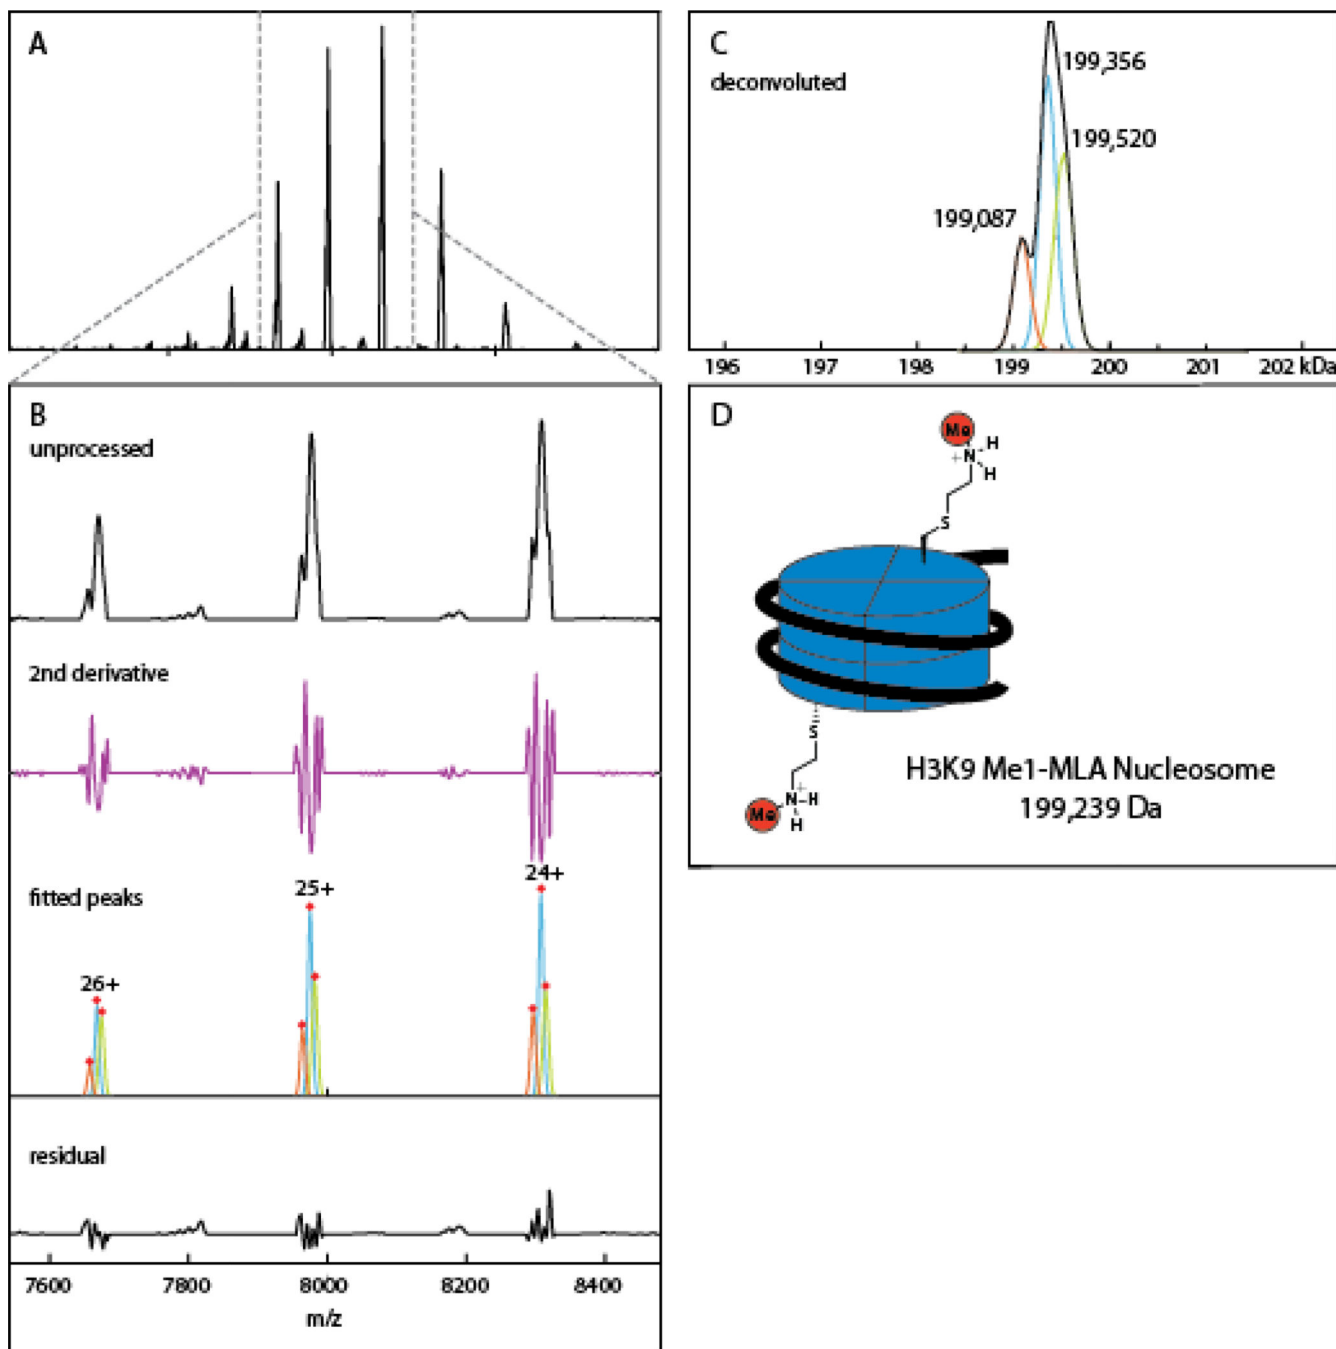 A
B
unprocessed
2nd derivative
fitted peaks
26+
25+
24+
residual
7600 7800 8000 8200 8400
m/z
C
deconvoluted
199,356
199,520
199,087
196 197 198 199 200 201 202 kDa
D
Me
+N H
H
S
S
+
Me N H
H
H3K9 Me1-MLA Nucleosome
199,239 Da